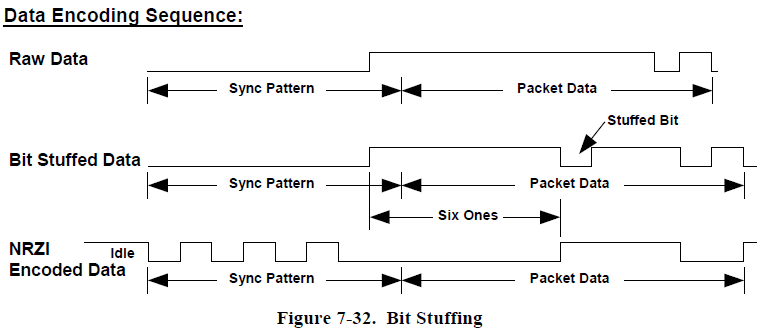 Data Encoding Sequence:
Raw Data
Sync Pattern
Packet Data
Stuffed Bit
Bit Stuffed Data
Sync Pattern
Packet Data
Six Ones
NRZI
Encoded Data
Idle
Sync Pattern
Packet Data
Figure 7-32. Bit Stuffing